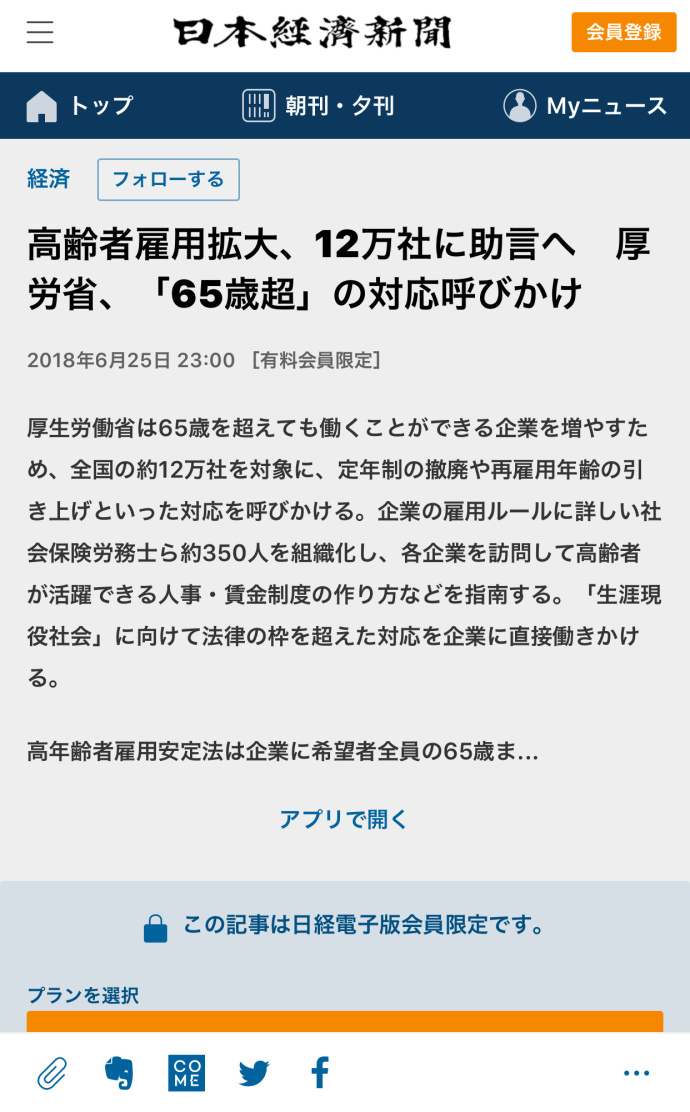 日本経済新聞
会員登録
トップ
朝刊・夕刊
Myニュース
経済
フォローする
高齢者雇用拡大、12万社に助言へ　厚
労省、「65歳超」の対応呼びかけ
2018年6月25日 23:00 [有料会員限定]
厚生労働省は65歳を超えても働くことができる企業を増やすた
め、全国の約12万社を対象に、定年制の撤廃や再雇用年齢の引
き上げといった対応を呼びかける。企業の雇用ルールに詳しい社
会保険労務士ら約350人を組織化し、各企業を訪問して高齢者
が活躍できる人事・賃金制度の作り方などを指南する。「生涯現
役社会」に向けて法律の枠を超えた対応を企業に直接働きかけ
る。
高年齢者雇用安定法は企業に希望者全員の65歳ま...
アプリで開く
この記事は日経電子版会員限定です。
プランを選択
COME